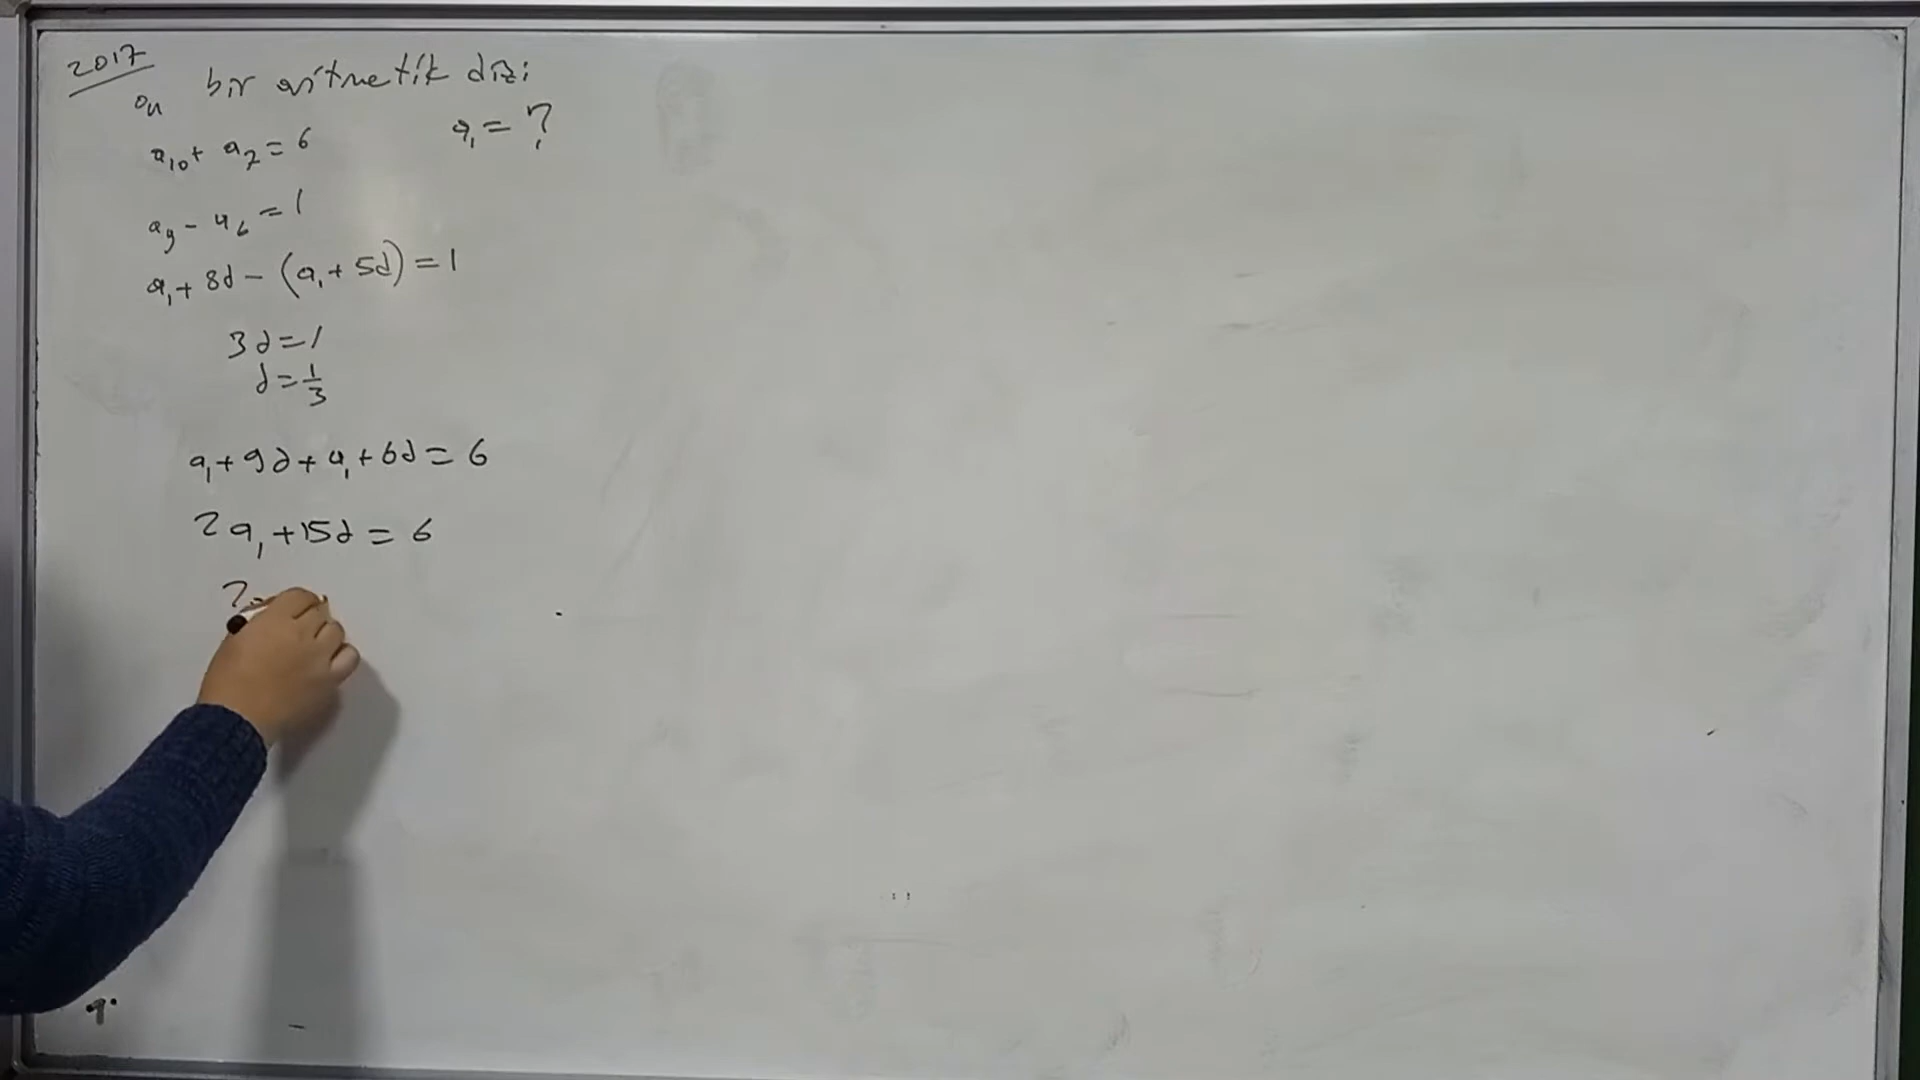 2017
aₙ bir aritmetik dizi
a₁₀ + a₇ = 6 a₁ = ?
a₉ - a₆ = 1
a₁ + 8d - (a₁ + 5d) = 1
3d = 1
d = 1/3
a₁ + 9d + a₁ + 6d = 6
2a₁ + 15d = 6
2